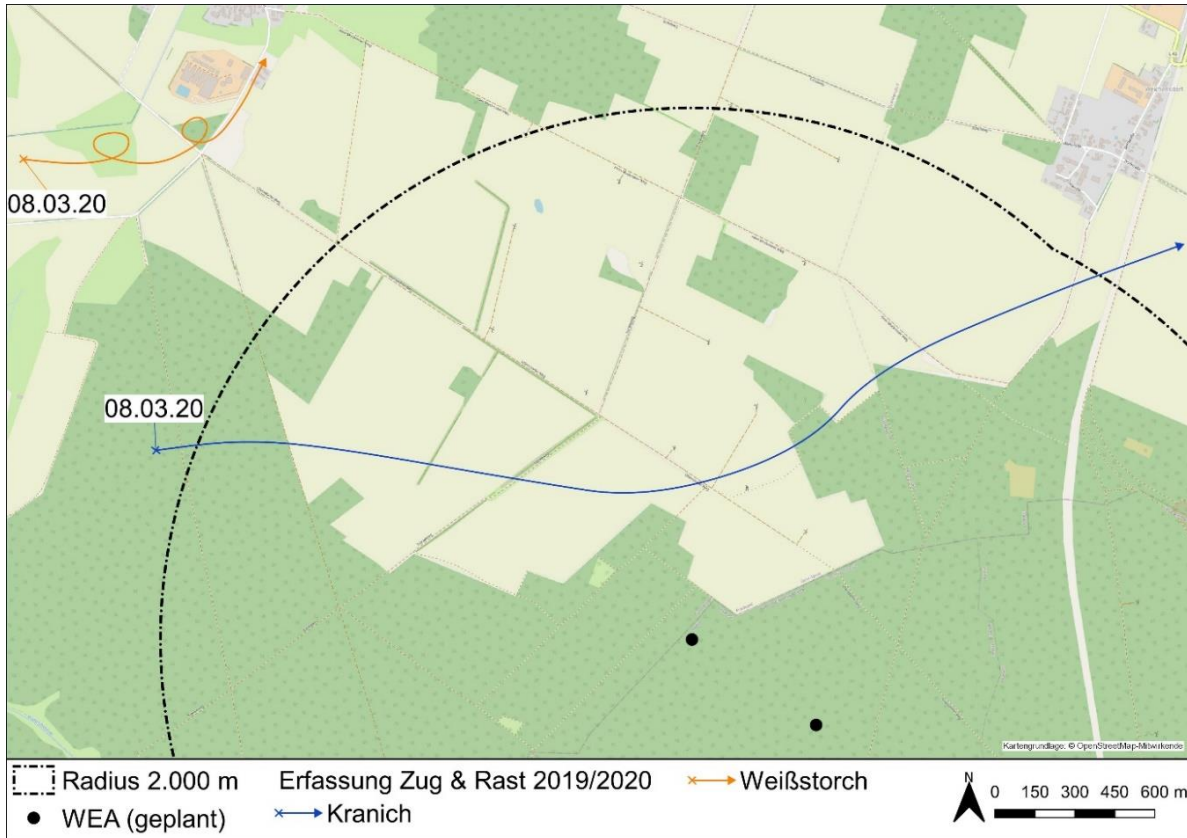 08.03.20
08.03.20
Kartengrundlage: © OpenStreetMap-Mitwirkende
Radius 2.000 m
Erfassung Zug & Rast 2019/2020
Weißstorch
WEA (geplant)
Kranich
N
0 150 300 450 600 m